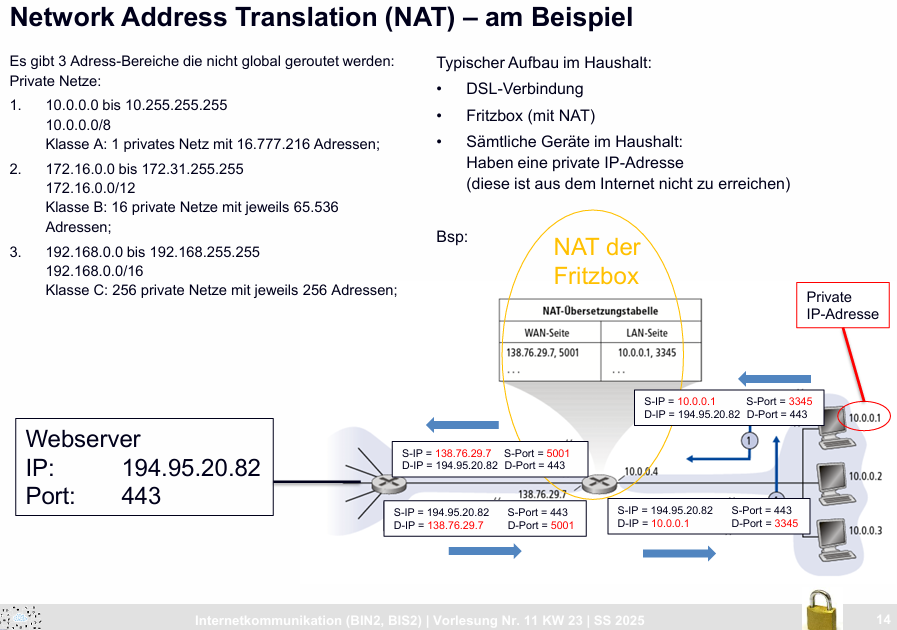 Network Address Translation (NAT) – am Beispiel
Es gibt 3 Adress-Bereiche die nicht global geroutet werden:
Private Netze:
1. 10.0.0.0 bis 10.255.255.255
10.0.0.0/8
Klasse A: 1 privates Netz mit 16.777.216 Adressen;
2. 172.16.0.0 bis 172.31.255.255
172.16.0.0/12
Klasse B: 16 private Netze mit jeweils 65.536
Adressen;
3. 192.168.0.0 bis 192.168.255.255
192.168.0.0/16
Klasse C: 256 private Netze mit jeweils 256 Adressen;
Typischer Aufbau im Haushalt:
• DSL-Verbindung
• Fritzbox (mit NAT)
• Sämtliche Geräte im Haushalt:
Haben eine private IP-Adresse
(diese ist aus dem Internet nicht zu erreichen)
Bsp:
NAT der
Fritzbox
NAT-Übersetzungstabelle
WAN-Seite LAN-Seite
138.76.29.7, 5001 10.0.0.1, 3345
. . . . . .
Private
IP-Adresse
S-IP = 10.0.0.1 S-Port = 3345
D-IP = 194.95.20.82 D-Port = 443
10.0.0.1
1
Webserver
IP: 194.95.20.82
Port: 443
S-IP = 138.76.29.7 S-Port = 5001
D-IP = 194.95.20.82 D-Port = 443
10.0.0.4
10.0.0.2
138.76.29.7
S-IP = 194.95.20.82 S-Port = 443
D-IP = 138.76.29.7 D-Port = 5001
S-IP = 194.95.20.82 S-Port = 443
D-IP = 10.0.0.1 D-Port = 3345
10.0.0.3
Internetkommunikation (BIN2, BIS2) | Vorlesung Nr. 11 KW 23 | SS 2025
14